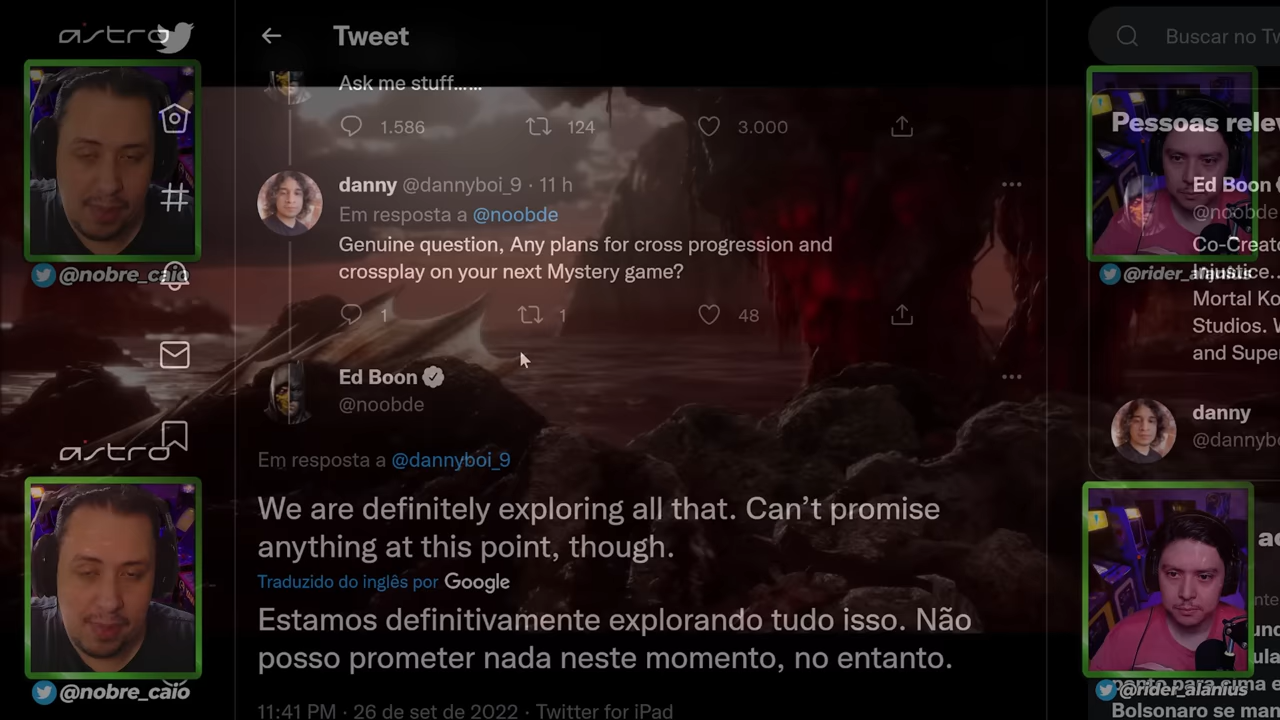 astro
Tweet
Buscar no Tw
Ask me stuff......
1.586
124
3.000
Pessoas relev
danny @dannyboi_9 · 11 h
Em resposta a @noobde
Genuine question, Any plans for cross progression and
crossplay on your next Mystery game?
1
1
48
@nobre_caio
@rider_alanius
Ed Boon
@noobde
Co-Creato
Injustice.
Mortal Ko
Studios. W
and Super
Ed Boon
@noobde
danny
@dannybo
astro
Em resposta a @dannyboi_9
We are definitely exploring all that. Can’t promise
anything at this point, though.
Traduzido do inglês por Google
Estamos definitivamente explorando tudo isso. Não
posso prometer nada neste momento, no entanto.
11:41 PM · 26 de set de 2022 · Twitter for iPad
@nobre_caio
@rider_alanius
ponto para cima e
Bolsonaro se man